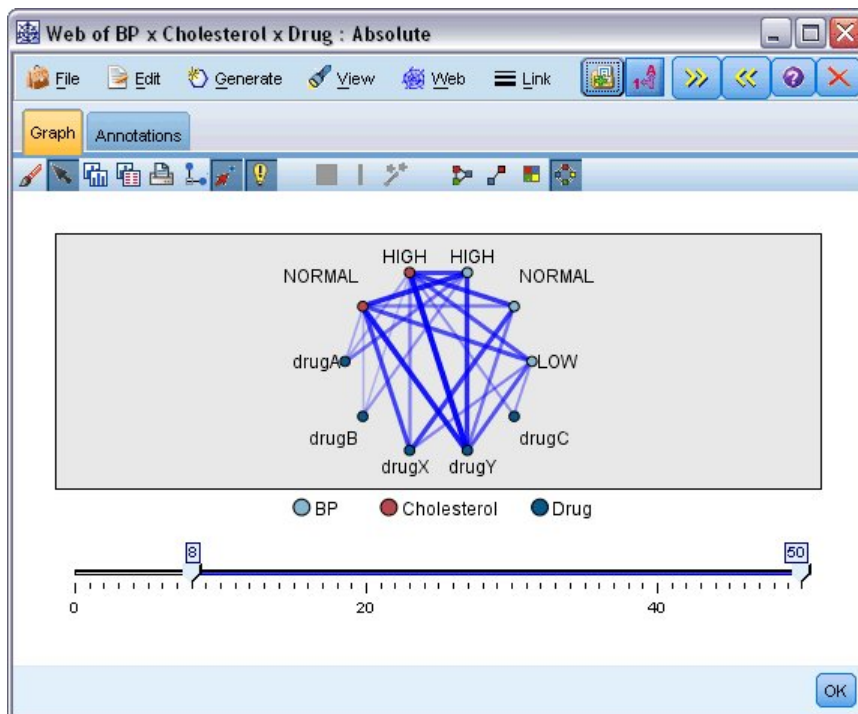 Web of BP x Cholesterol x Drug : Absolute
File Edit Generate View Web Link
Graph Annotations
HIGH HIGH
NORMAL NORMAL
drugA LOW
drugB drugC
drugX drugY
BP Cholesterol Drug
8 50
0 20 40
OK